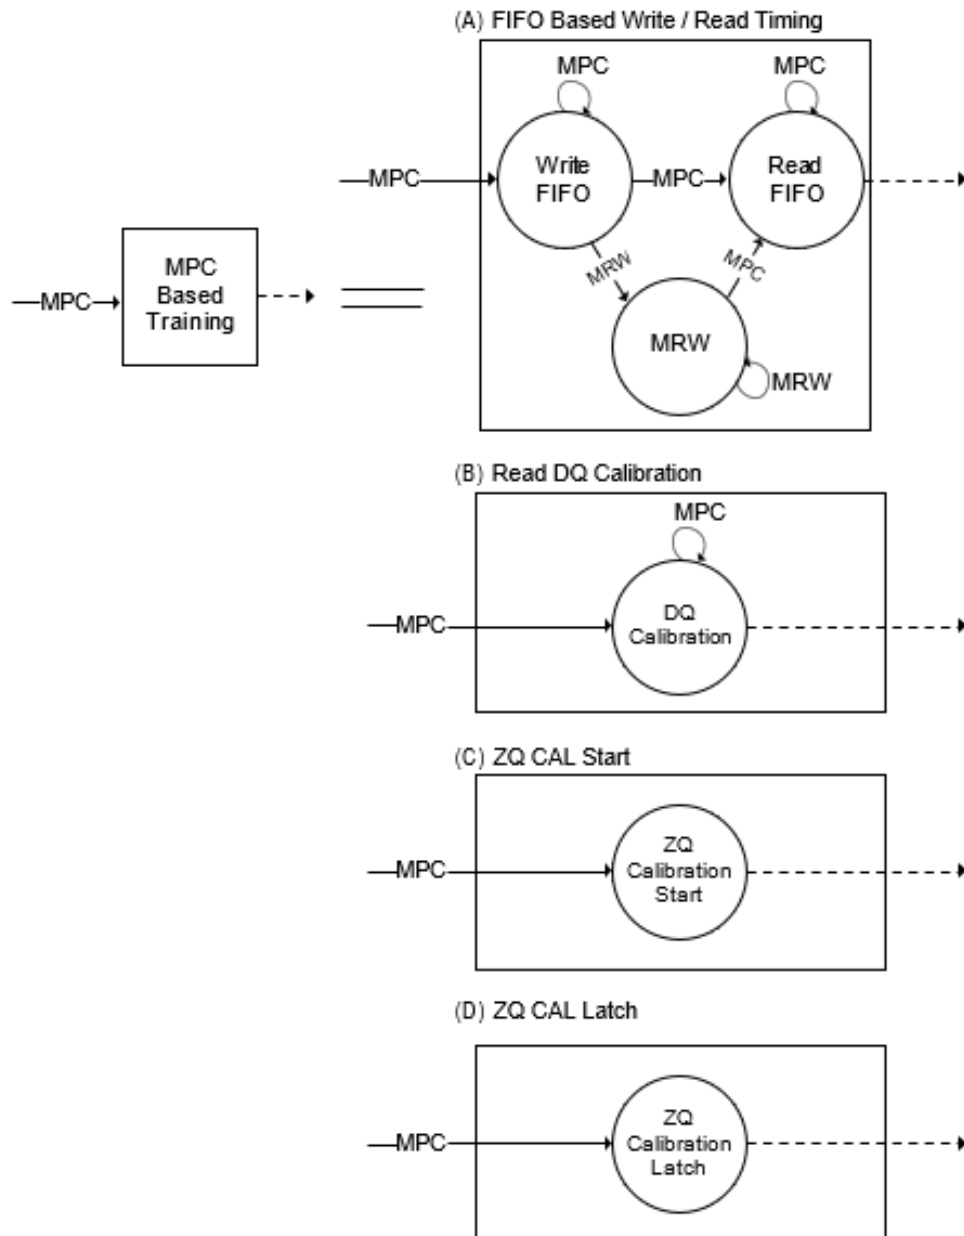 (A) FIFO Based Write / Read Timing
MPC
MPC
MPC
Write
FIFO
MPC
Read
FIFO
MRW
MPC
MRW
MRW
MPC
MPC
Based
Training
(B) Read DQ Calibration
MPC
MPC
DQ
Calibration
(C) ZQ CAL Start
MPC
ZQ
Calibration
Start
(D) ZQ CAL Latch
MPC
ZQ
Calibration
Latch